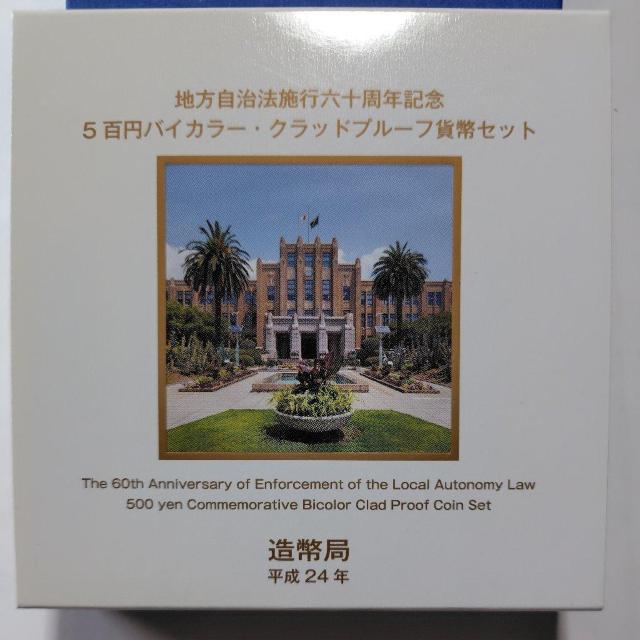 地方自治法施行六十周年記念
5百円バイカラー・クラッドプルーフ貨幣セット
The 60th Anniversary of Enforcement of the Local Autonomy Law
500 yen Commemorative Bicolor Clad Proof Coin Set
造幣局
平成24年